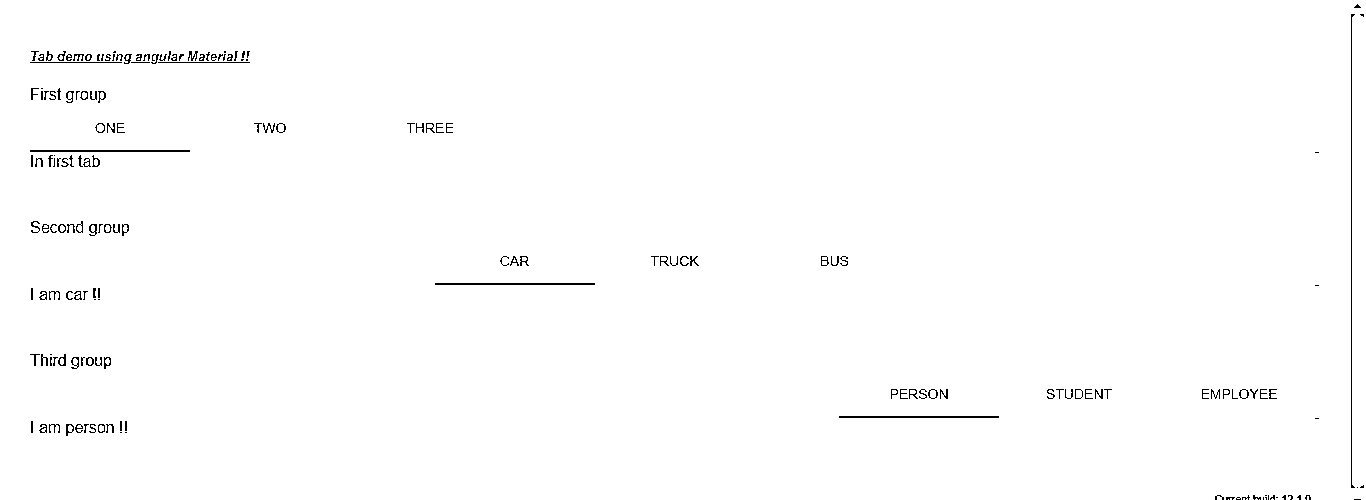 Tab demo using angular Material !!
First group
ONE TWO THREE
In first tab
Second group
CAR TRUCK BUS
I am car !!
Third group
PERSON STUDENT EMPLOYEE
I am person !!
Current build: 12.1.9